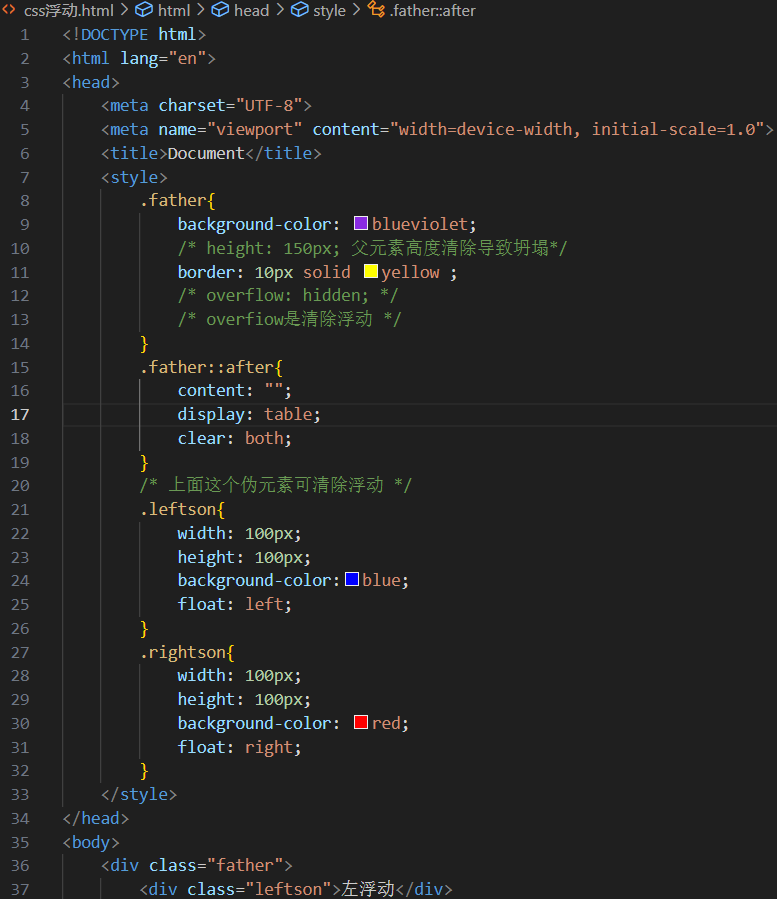 css浮动.html > html > head > style > .father::after
1 <!DOCTYPE html>
2 <html lang="en">
3 <head>
4 <meta charset="UTF-8">
5 <meta name="viewport" content="width=device-width, initial-scale=1.0">
6 <title>Document</title>
7 <style>
8 .father{
9 background-color: blueviolet;
10 /* height: 150px; 父元素高度清除导致坍塌*/
11 border: 10px solid yellow ;
12 /* overflow: hidden; */
13 /* overfiow是清除浮动 */
14 }
15 .father::after{
16 content: "";
17 display: table;
18 clear: both;
19 }
20 /* 上面这个伪元素可清除浮动 */
21 .leftson{
22 width: 100px;
23 height: 100px;
24 background-color:blue;
25 float: left;
26 }
27 .rightson{
28 width: 100px;
29 height: 100px;
30 background-color: red;
31 float: right;
32 }
33 </style>
34 </head>
35 <body>
36 <div class="father">
37 <div class="leftson">左浮动</div>